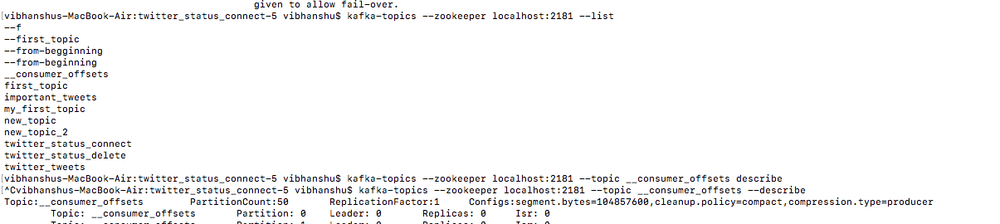 given to allow fail-over.
[vibhanshus-MacBook-Air:twitter_status_connect-5 vibhanshu$ kafka-topics --zookeeper localhost:2181 --list
--f
--first_topic
--from-begginning
--from-beginning
__consumer_offsets
first_topic
important_tweets
my_first_topic
new_topic
new_topic_2
twitter_status_connect
twitter_status_delete
twitter_tweets
[vibhanshus-MacBook-Air:twitter_status_connect-5 vibhanshu$ kafka-topics --zookeeper localhost:2181 --topic __consumer_offsets describe
[^Cvibhanshus-MacBook-Air:twitter_status_connect-5 vibhanshu$ kafka-topics --zookeeper localhost:2181 --topic __consumer_offsets --describe
Topic:__consumer_offsets PartitionCount:50 ReplicationFactor:1 Configs:segment.bytes=104857600,cleanup.policy=compact,compression.type=producer
Topic: __consumer_offsets Partition: 0 Leader: 0 Replicas: 0 Isr: 0